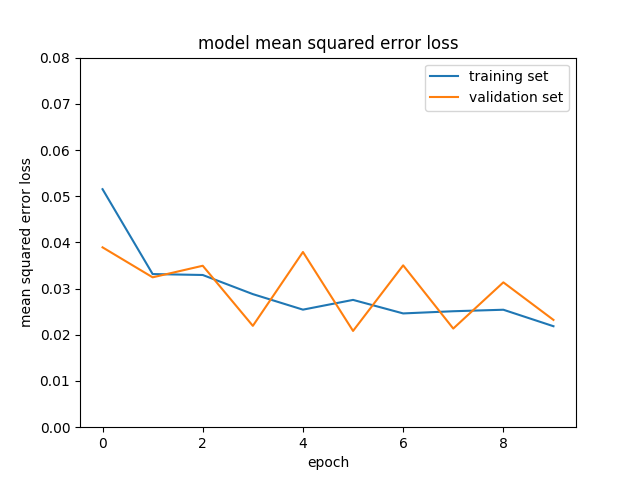 model mean squared error loss
training set
validation set
0.08
0.07
0.06
0.05
0.04
0.03
0.02
0.01
0.00
mean squared error loss
0 2 4 6 8
epoch